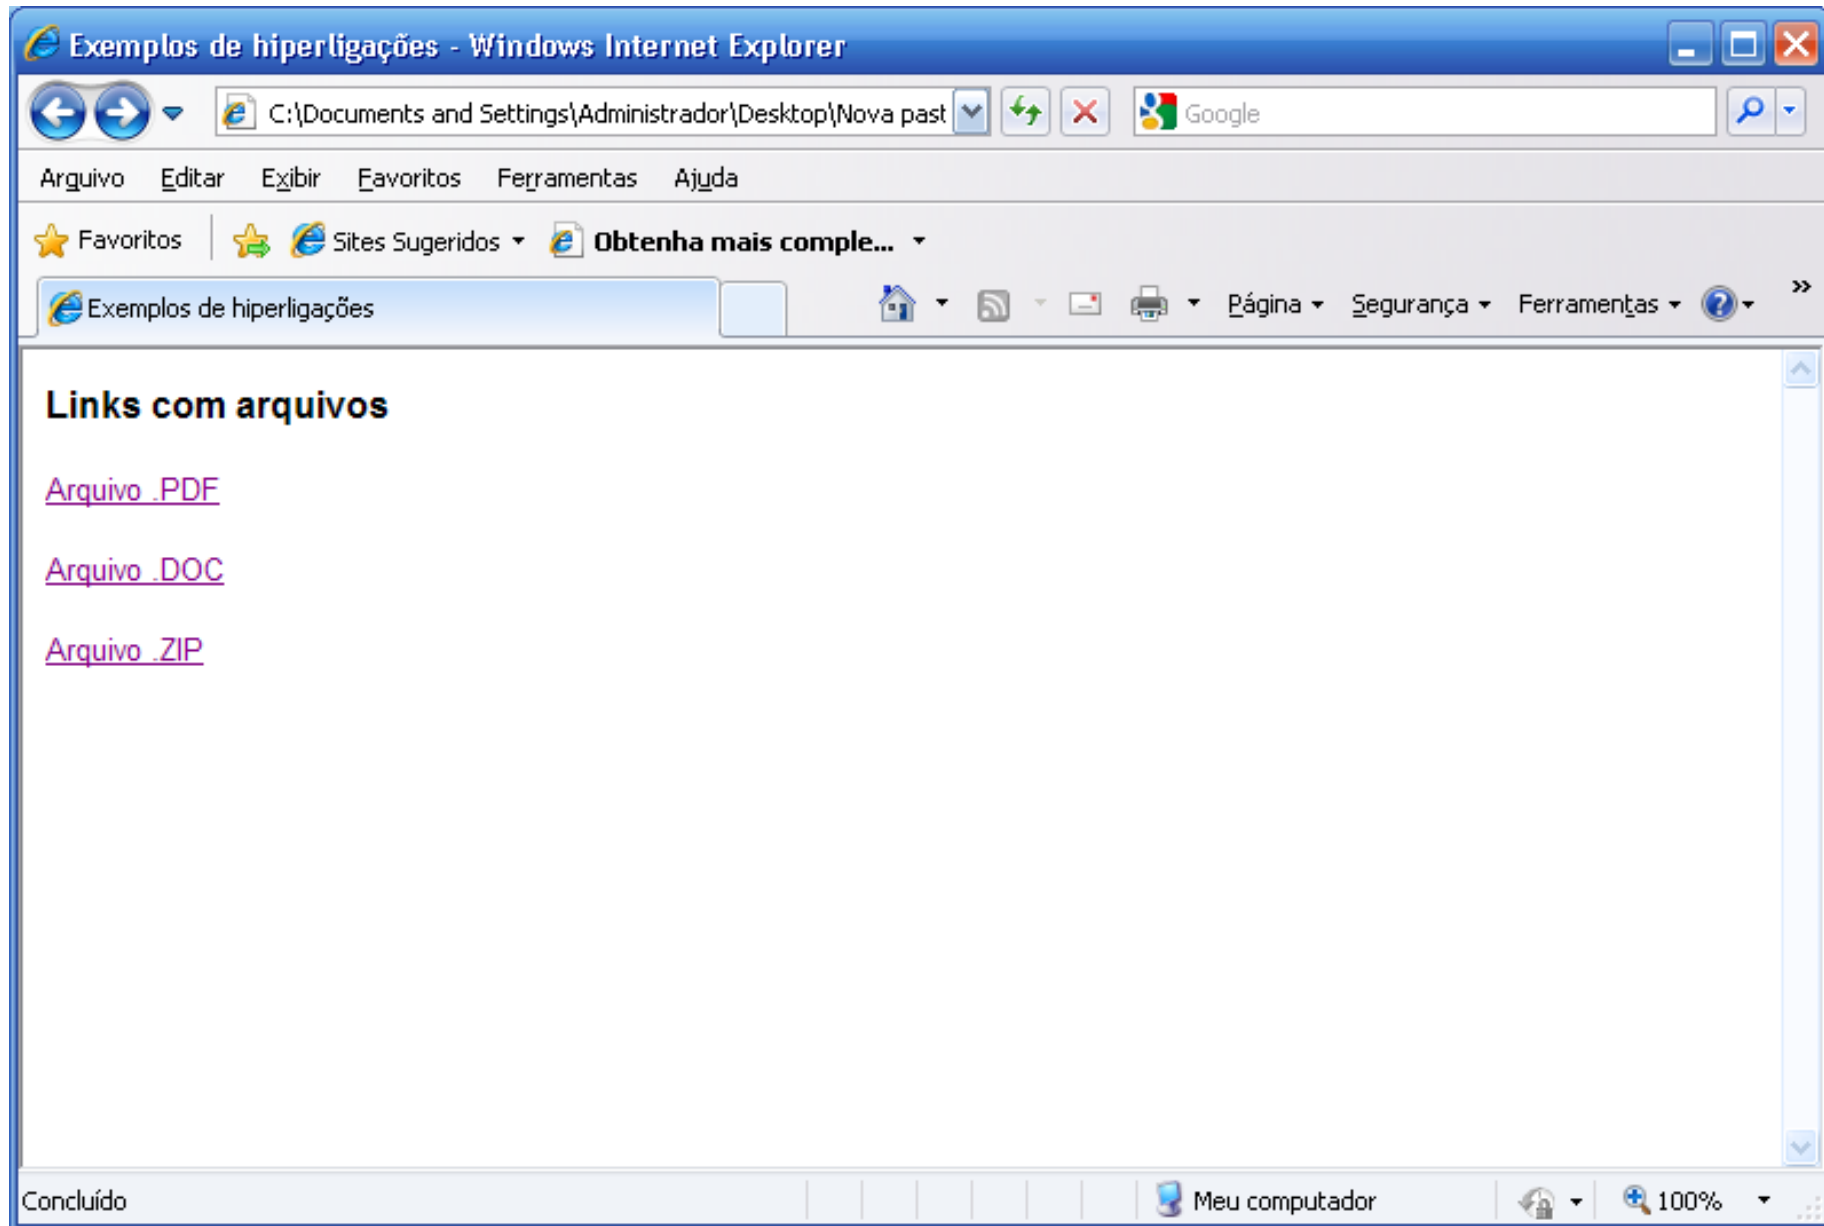 Exemplos de hiperligações - Windows Internet Explorer
C:\Documents and Settings\Administrador\Desktop\Nova past
Google
Arquivo Editar Exibir Favoritos Ferramentas Ajuda
Favoritos Sites Sugeridos Obtenha mais comple...
Exemplos de hiperligações Página Segurança Ferramentas »
Links com arquivos
Arquivo .PDF
Arquivo .DOC
Arquivo .ZIP
Concluído Meu computador 100%